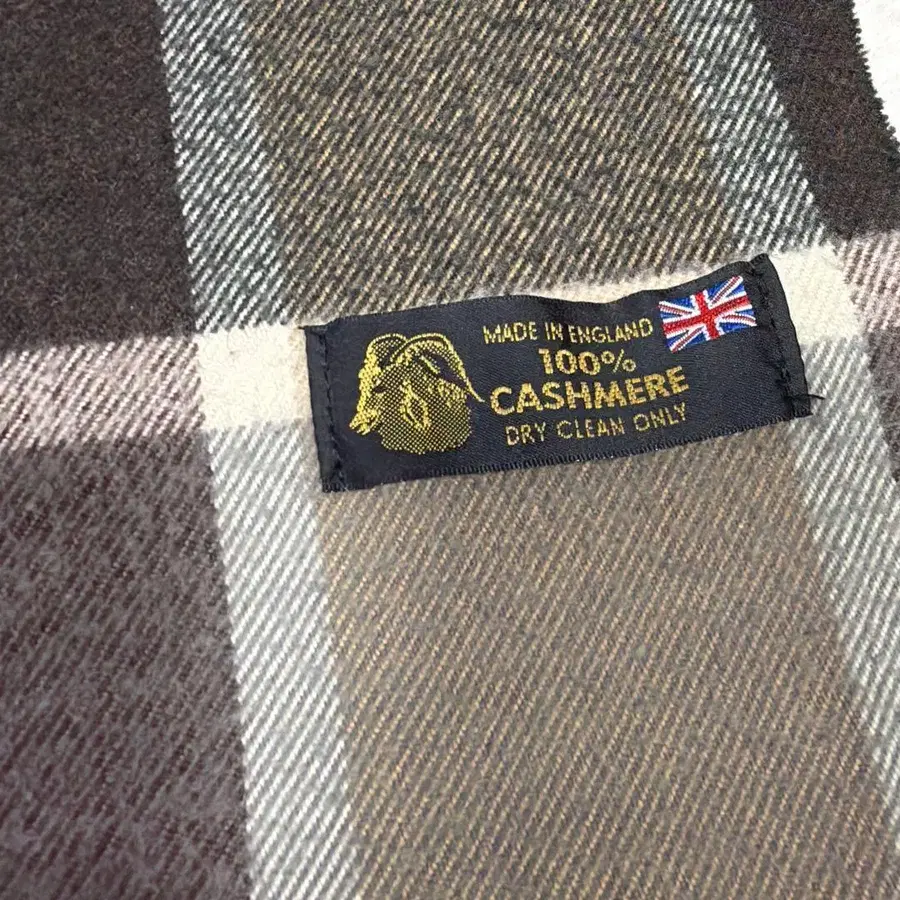 MADE IN ENGLAND
100%
CASHMERE
DRY CLEAN ONLY